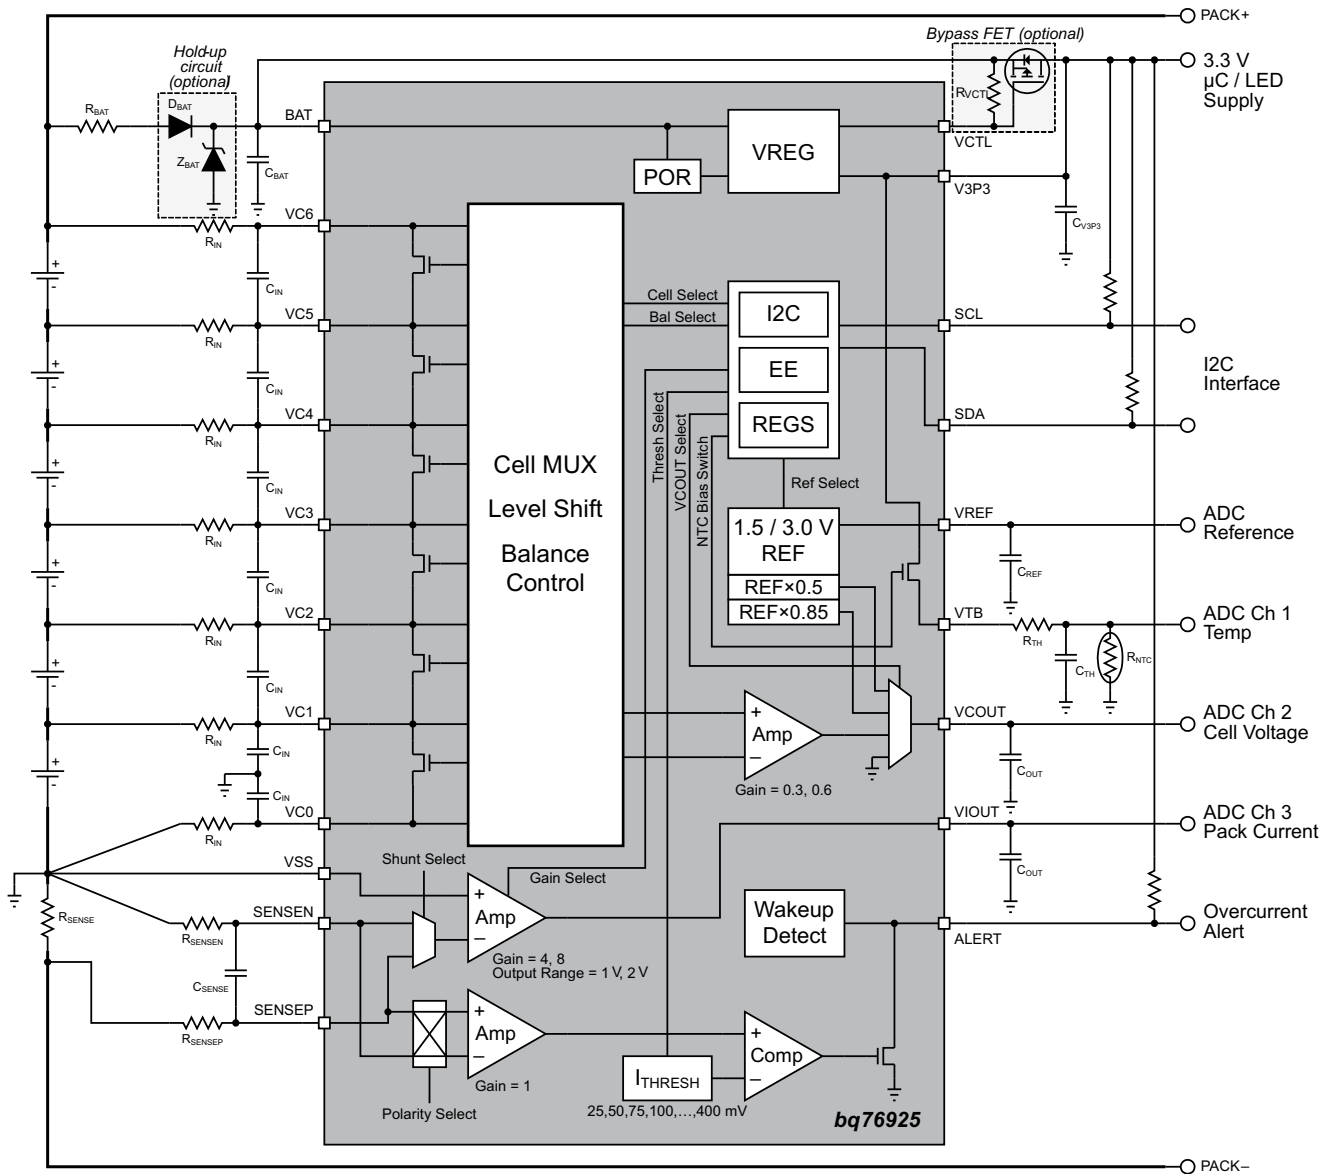 PACK+
Bypass FET (optional)
Hold-up
circuit
(optional)
3.3 V
µC / LED
Supply
RVCTL
RBAT
DBAT
BAT
ZBAT
CBAT
VREG
VCTL
POR
V3P3
CV3P3
VC6
RIN
CIN
+
-
Cell Select
Bal Select
I2C
EE
REGS
SCL
VC5
RIN
CIN
+
-
I2C
Interface
Thresh Select
VCOUT Select
NTC Bias Switch
SDA
VC4
RIN
CIN
+
-
Cell MUX
Level Shift
Balance
Control
Ref Select
VC3
RIN
CIN
+
-
1.5 / 3.0 V
REF
REF×0.5
REF×0.85
VREF
CREF
ADC
Reference
VC2
RIN
CIN
+
-
VTB
RTH
CTH
RNTC
ADC Ch 1
Temp
VC1
RIN
CIN
+
-
+
Amp
–
Gain = 0.3, 0.6
VCOUT
COUT
ADC Ch 2
Cell Voltage
CIN
VC0
RIN
VIOUT
COUT
ADC Ch 3
Pack Current
VSS
Shunt Select
Gain Select
RSENSE
SENSEN
RSENSEN
+
Amp
–
Gain = 4, 8
Output Range = 1 V, 2 V
Wakeup
Detect
ALERT
Overcurrent
Alert
CSENSE
SENSEP
RSENSEP
+
Amp
–
Gain = 1
Polarity Select
+
Comp
–
ITHRESH
25,50,75,100,…,400 mV
bq76925
PACK–